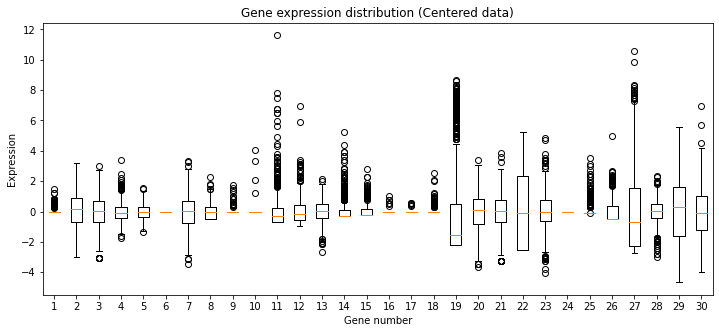 Gene expression distribution (Centered data)
12
10
8
6
4
2
0
−2
−4
Expression
1 2 3 4 5 6 7 8 9 10 11 12 13 14 15 16 17 18 19 20 21 22 23 24 25 26 27 28 29 30
Gene number